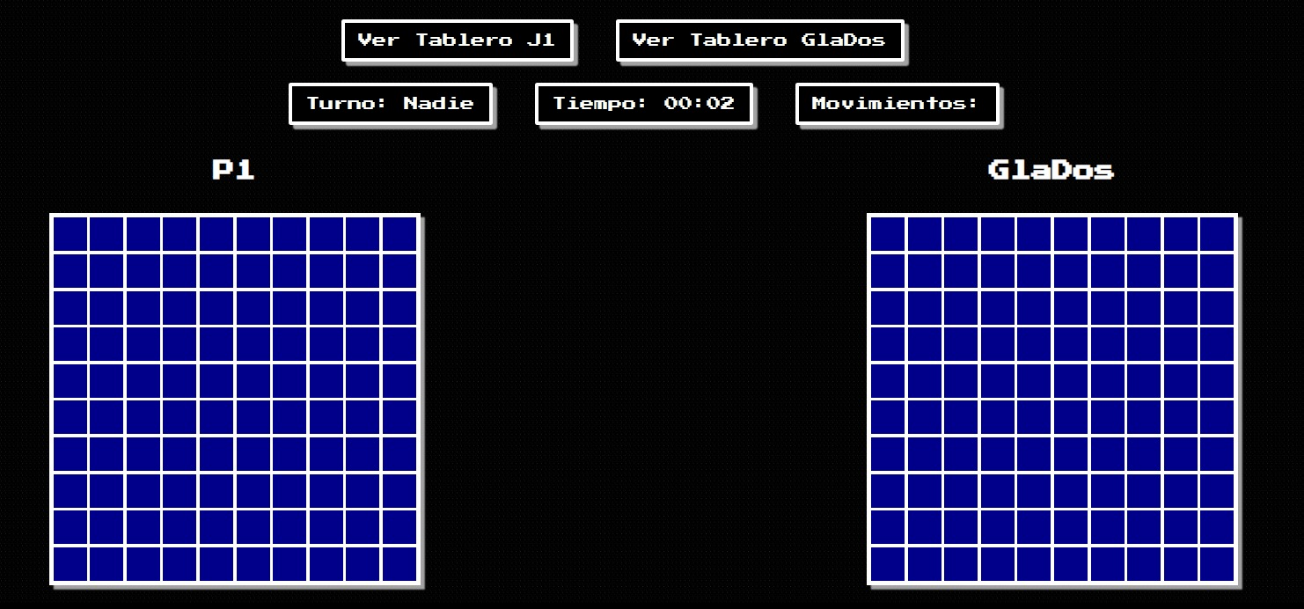 Ver Tablero J1
Ver Tablero GlaDos
Turno: Nadie
Tiempo: 00:02
Movimientos:
P1
GlaDos